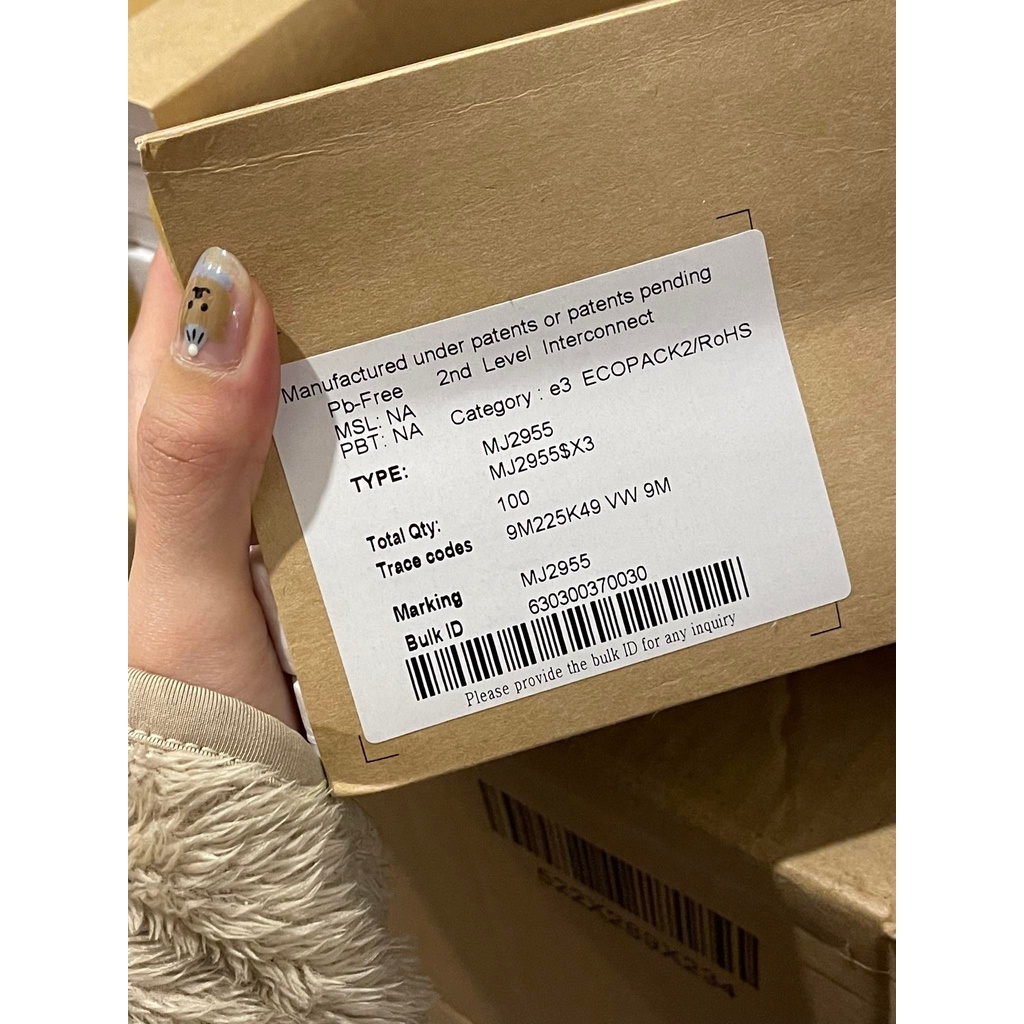 Manufactured under patents or patents pending
Pb-Free 2nd Level Interconnect
MSL: NA
PBT: NA Category : e3 ECOPACK2/RoHS
TYPE: MJ2955
MJ2955$X3
Total Qty: 100
Trace codes 9M225K49 VW 9M
Marking MJ2955
Bulk ID 630300370030
Please provide the bulk ID for any inquiry